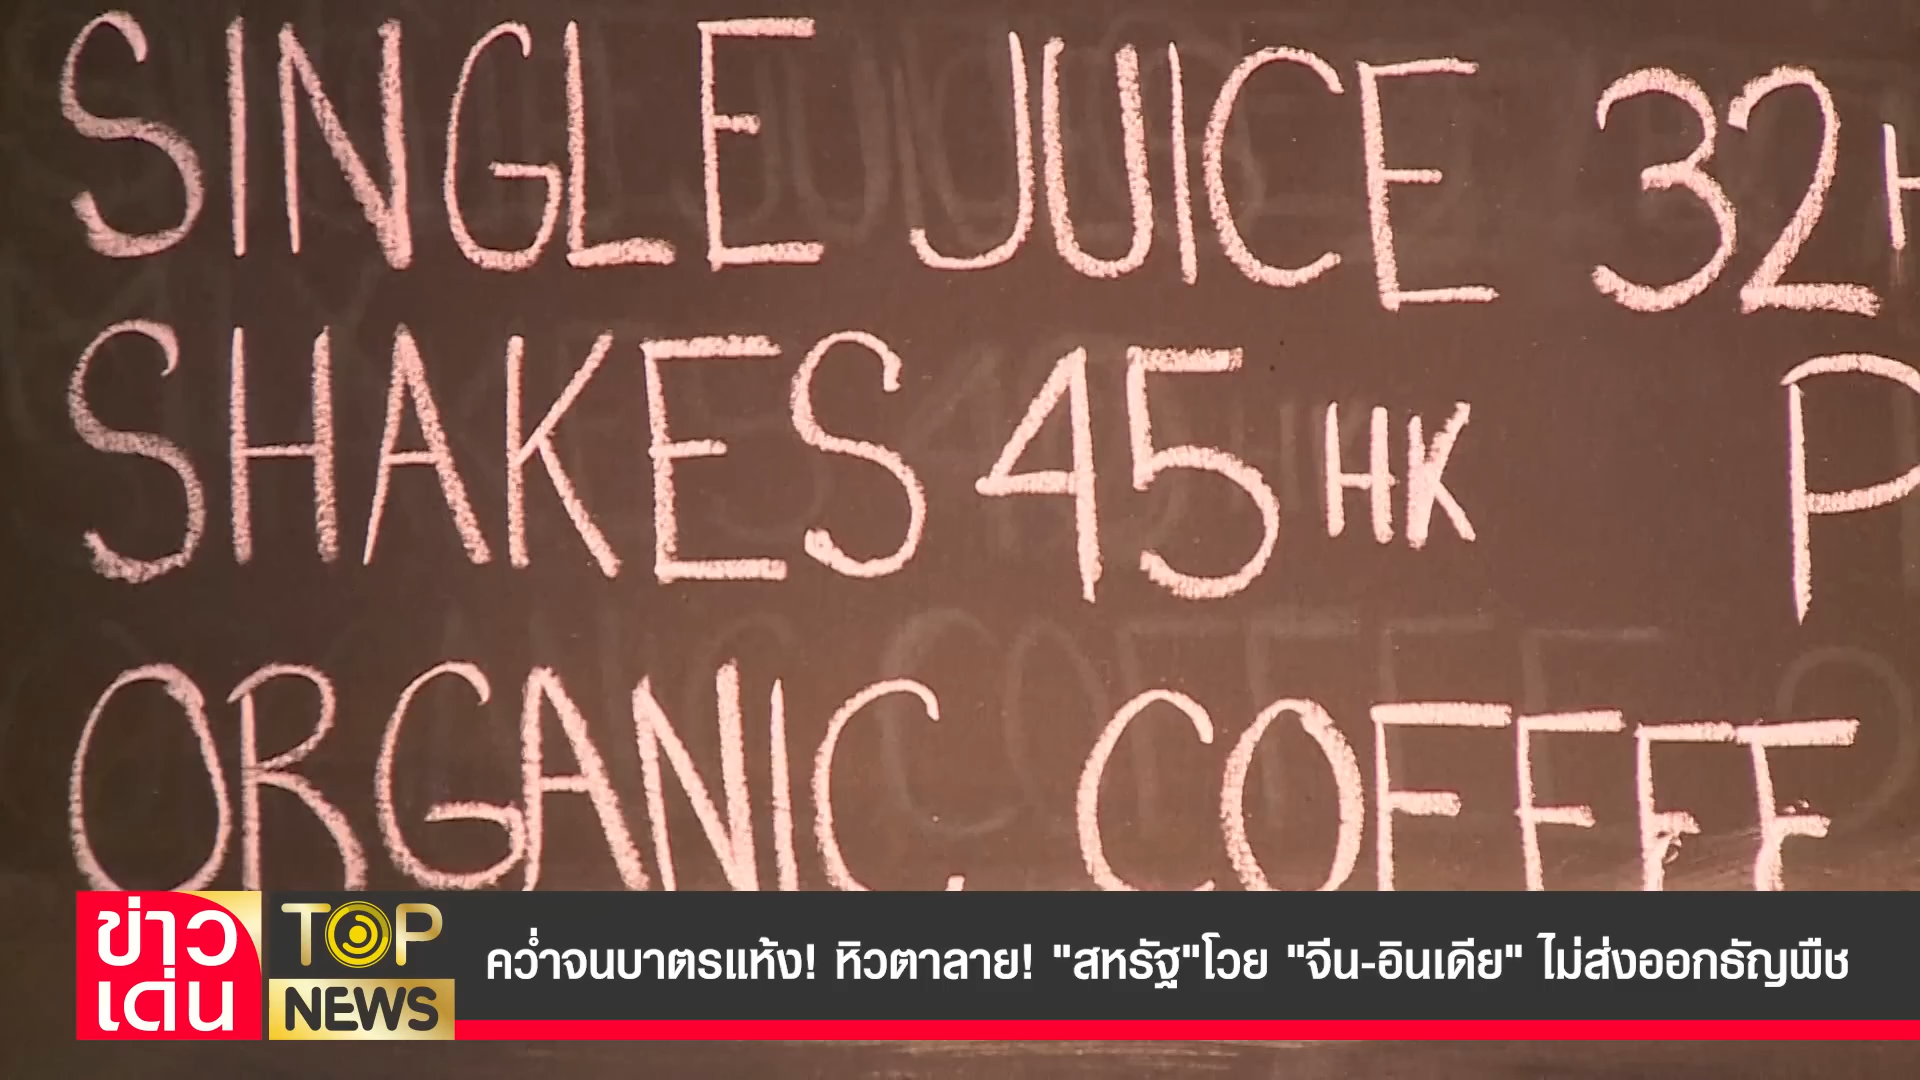 SINGLE JUICE 32H
SHAKES 45 HK P
ORGANIC COFFEE
ข่าวเด่น
TOP NEWS
คว่ำจนบาตรแห้ง! หิวตาลาย! "สหรัฐ"โวย "จีน-อินเดีย" ไม่ส่งออกธัญพืช